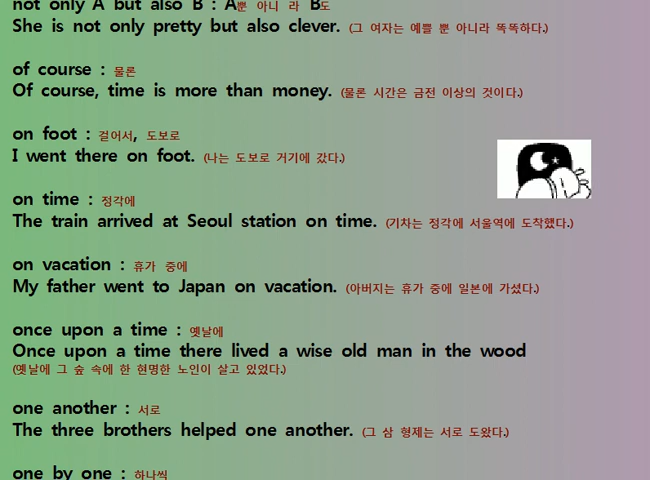 not only A but also B : A뿐 아니 라 B도
She is not only pretty but also clever. (그 여자는 예쁠 뿐 아니라 똑똑하다.)
of course : 물론
Of course, time is more than money. (물론 시간은 금전 이상의 것이다.)
on foot : 걸어서, 도보로
I went there on foot. (나는 도보로 거기에 갔다.)
on time : 정각에
The train arrived at Seoul station on time. (기차는 정각에 서울역에 도착했다.)
on vacation : 휴가 중에
My father went to Japan on vacation. (아버지는 휴가 중에 일본에 가셨다.)
once upon a time : 옛날에
Once upon a time there lived a wise old man in the wood
(옛날에 그 숲 속에 한 현명한 노인이 살고 있었다.)
one another : 서로
The three brothers helped one another. (그 삼 형제는 서로 도왔다.)
one by one : 하나씩